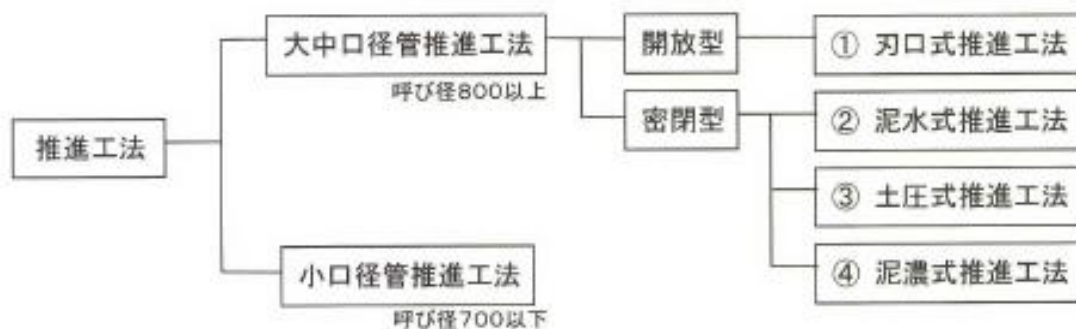 推進工法
大中口径管推進工法
呼び径800以上
開放型
① 刃口式推進工法
密閉型
② 泥水式推進工法
③ 土圧式推進工法
④ 泥濃式推進工法
小口径管推進工法
呼び径700以下